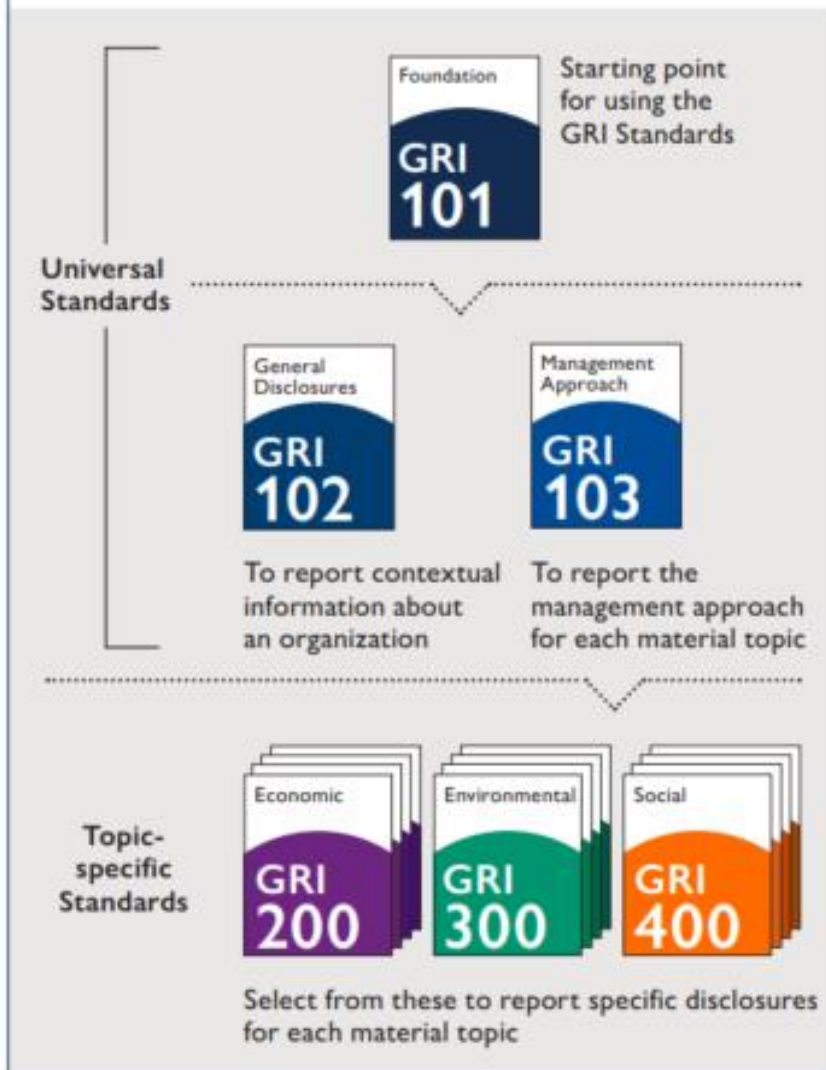 Foundation
GRI
101
Starting point
for using the
GRI Standards
Universal
Standards
General
Disclosures
GRI
102
To report contextual
information about
an organization
Management
Approach
GRI
103
To report the
management approach
for each material topic
Topic-
specific
Standards
Economic
GRI
200
Environmental
GRI
300
Social
GRI
400
Select from these to report specific disclosures
for each material topic